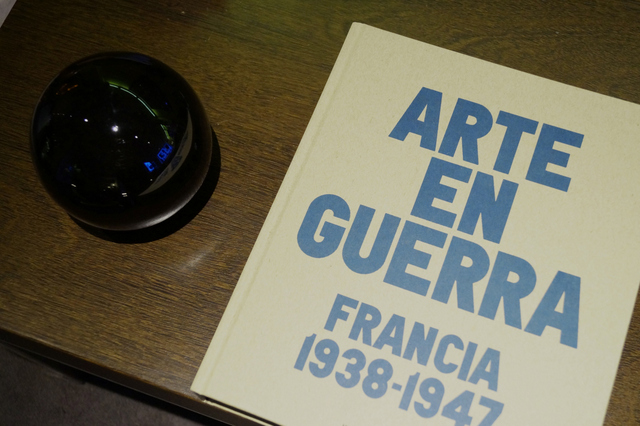 ARTE
EN
GUERRA
FRANCIA
1938-1947